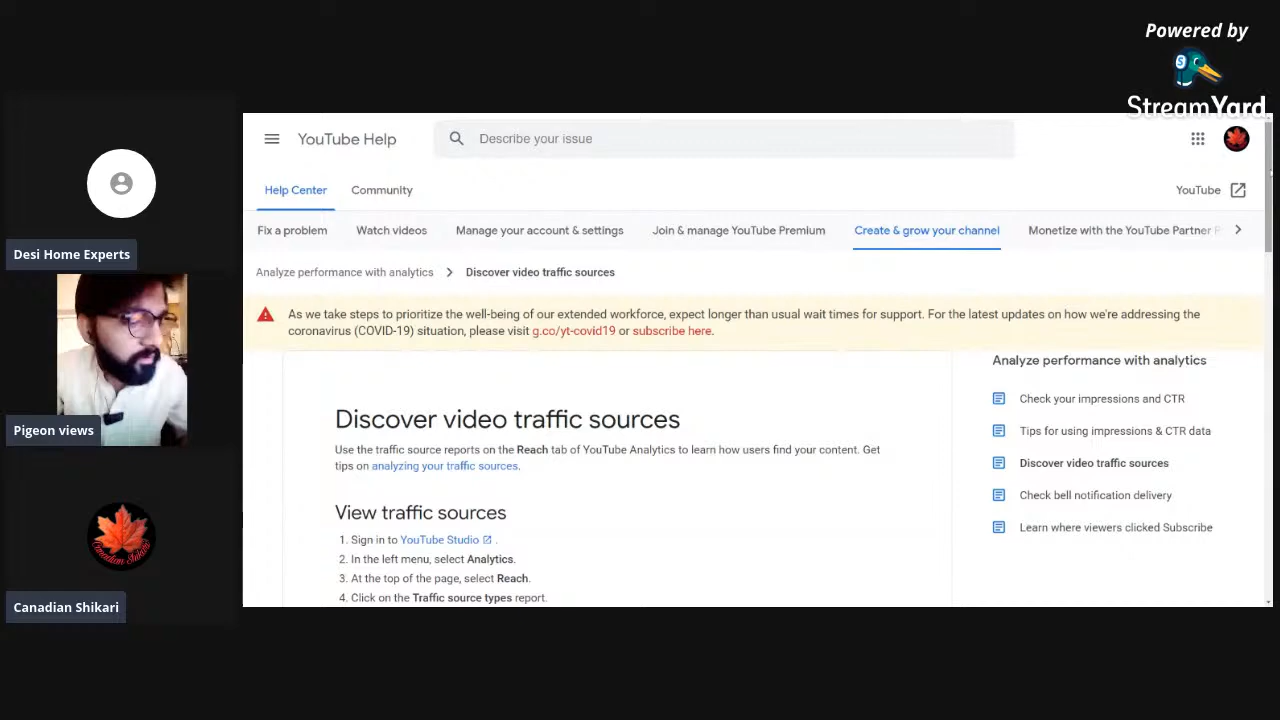 Powered by
StreamYard
Desi Home Experts
Pigeon views
Canadian Shikari
Canadian Shikari
YouTube Help
Describe your issue
Help Center
Community
YouTube
Fix a problem
Watch videos
Manage your account & settings
Join & manage YouTube Premium
Create & grow your channel
Monetize with the YouTube Partner
Analyze performance with analytics
Discover video traffic sources
As we take steps to prioritize the well-being of our extended workforce, expect longer than usual wait times for support. For the latest updates on how we're addressing the
coronavirus (COVID-19) situation, please visit g.co/yt-covid19 or subscribe here.
Discover video traffic sources
Use the traffic source reports on the Reach tab of YouTube Analytics to learn how users find your content. Get
tips on analyzing your traffic sources.
View traffic sources
1. Sign in to YouTube Studio .
2. In the left menu, select Analytics.
3. At the top of the page, select Reach.
4. Click on the Traffic source types report.
Analyze performance with analytics
Check your impressions and CTR
Tips for using impressions & CTR data
Discover video traffic sources
Check bell notification delivery
Learn where viewers clicked Subscribe